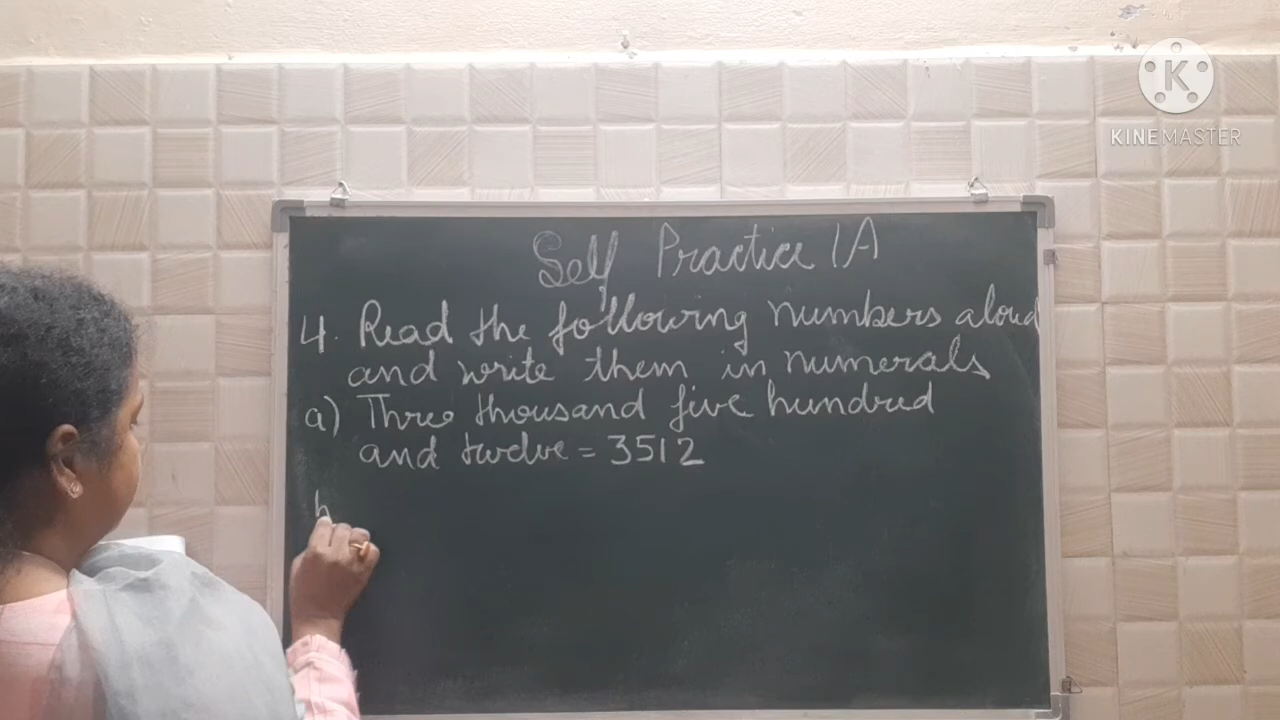 K
KINEMASTER
Self Practice 1A
4. Read the following numbers aloud
and write them in numerals
a) Three thousand five hundred
and twelve = 3512
b